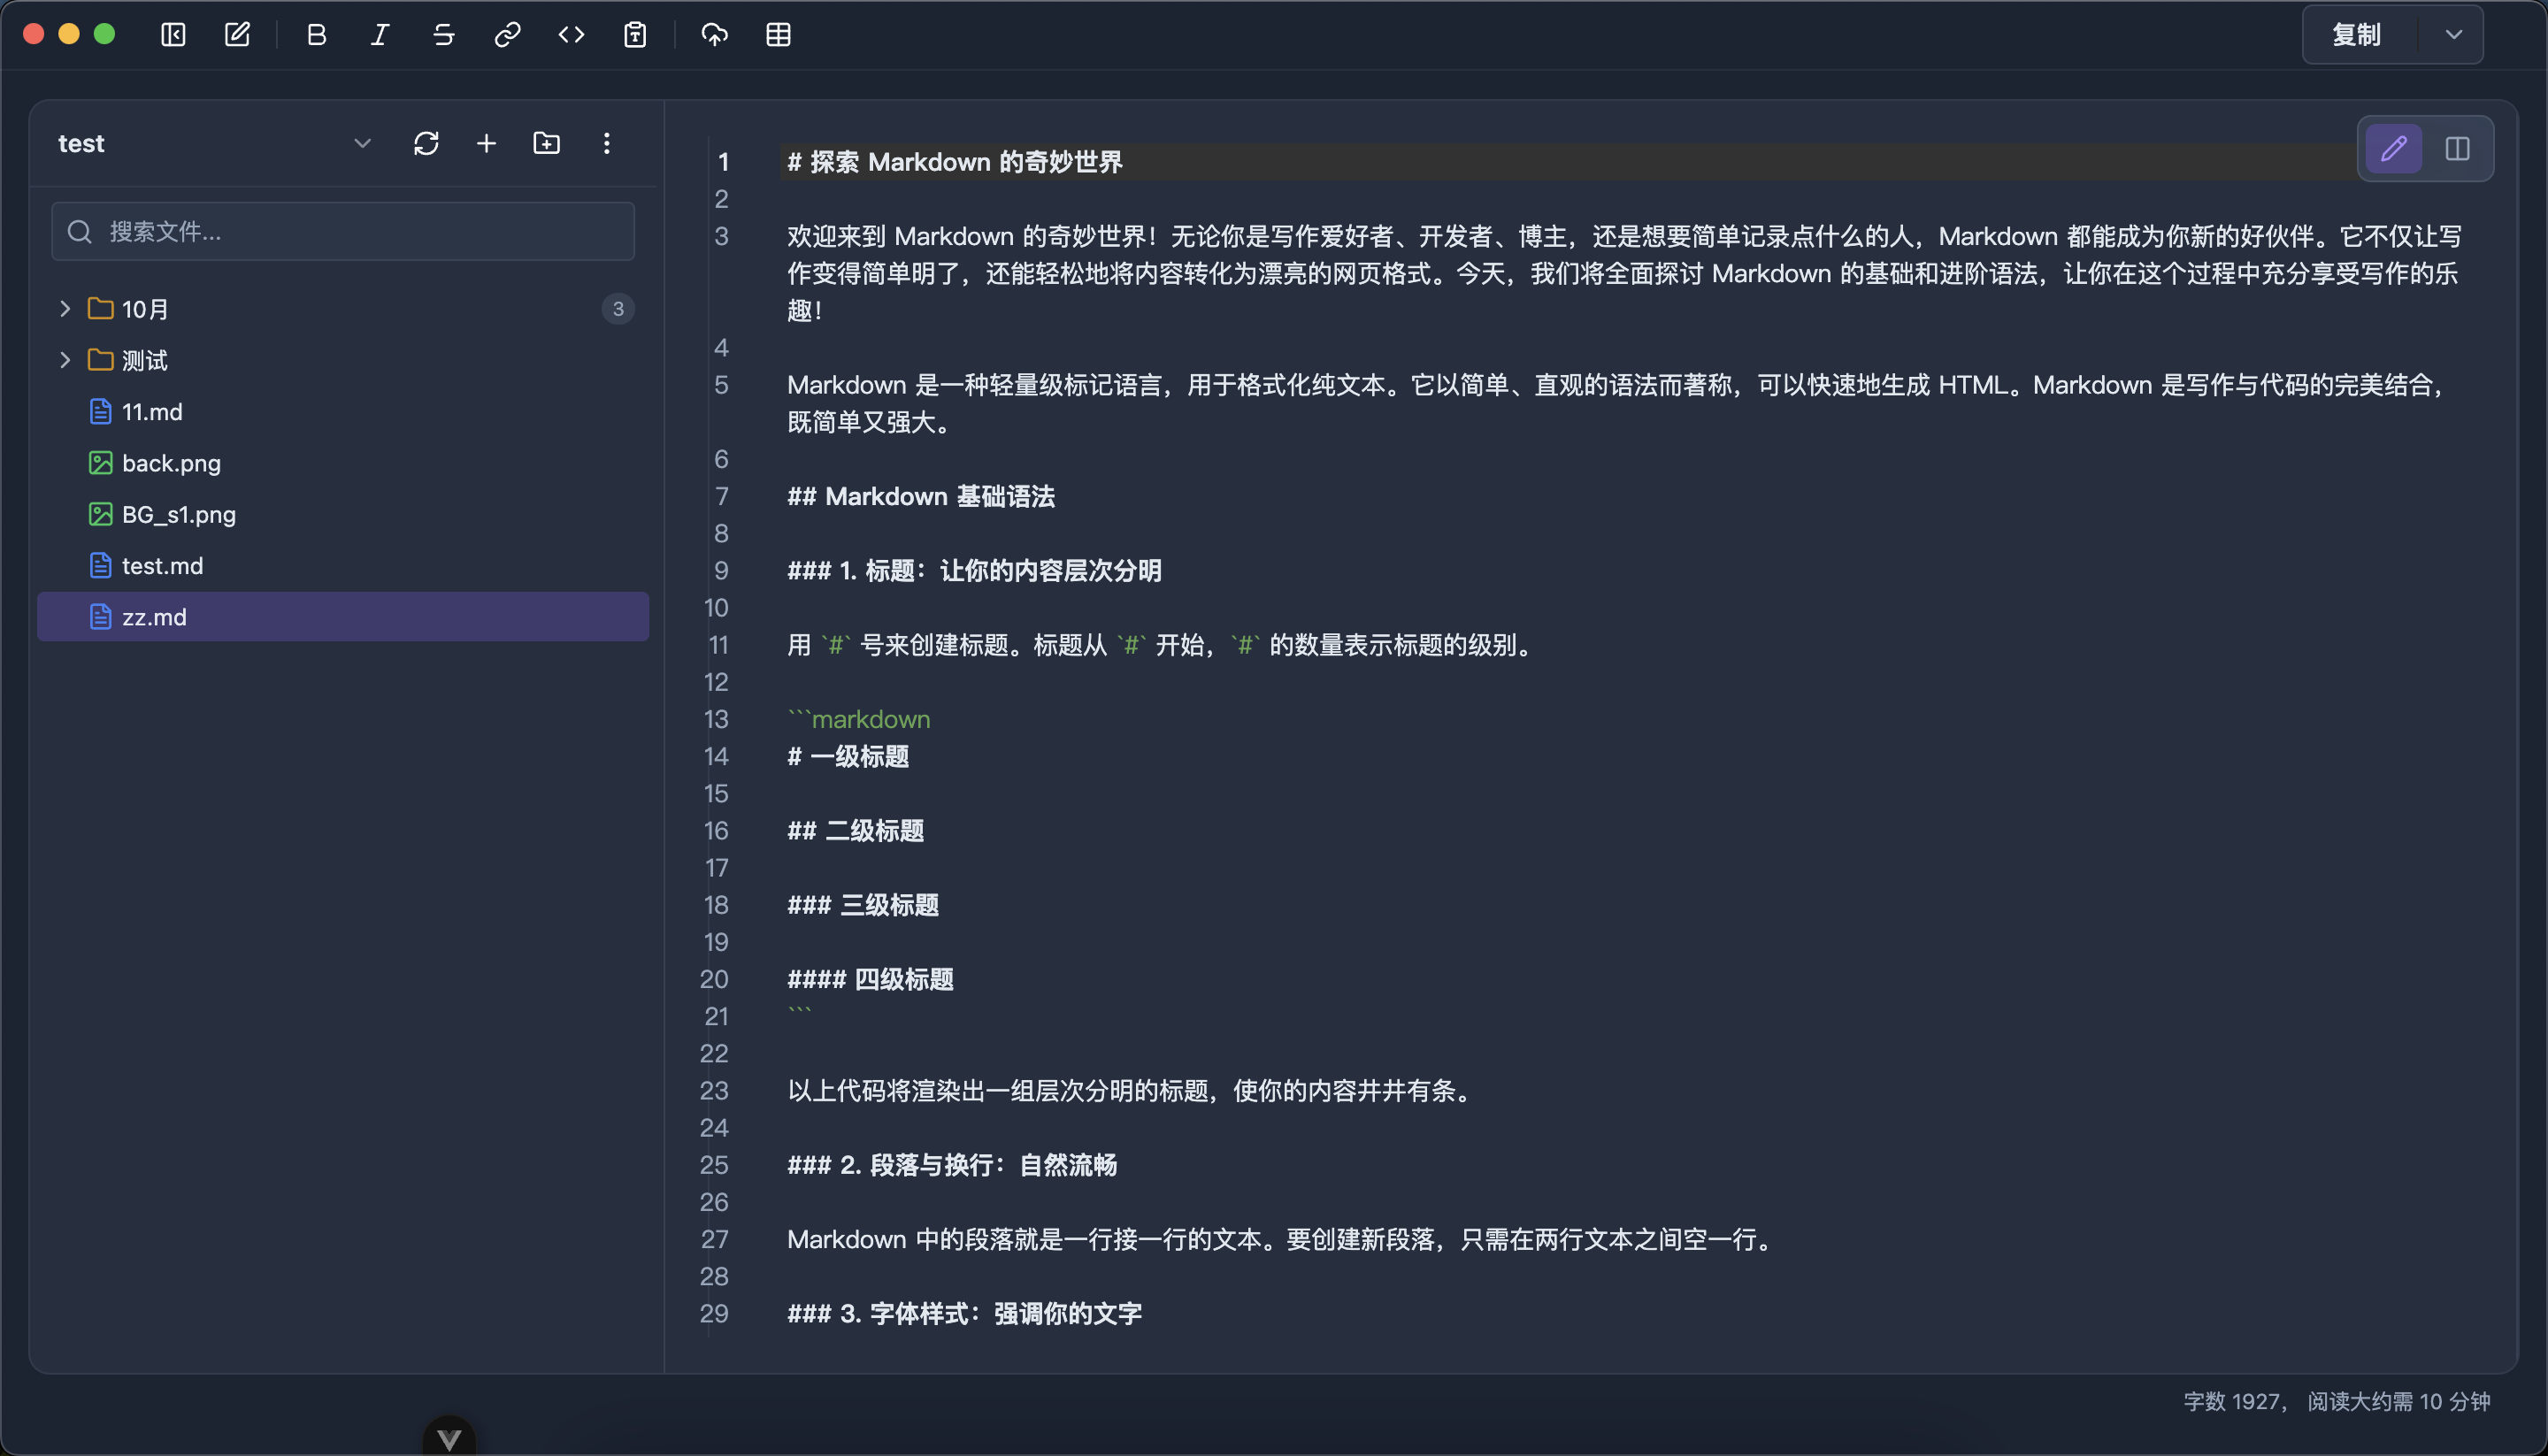 复制
test
搜索文件...
10月
3
测试
11.md
back.png
BG_s1.png
test.md
zz.md
1 # 探索 Markdown 的奇妙世界
2
3 欢迎来到 Markdown 的奇妙世界！无论你是写作爱好者、开发者、博主，还是想要简单记录点什么的人，Markdown 都能成为你新的好伙伴。它不仅让写
作变得简单明了，还能轻松地将内容转化为漂亮的网页格式。今天，我们将全面探讨 Markdown 的基础和进阶语法，让你在这个过程中充分享受写作的乐
趣！
4
5 Markdown 是一种轻量级标记语言，用于格式化纯文本。它以简单、直观的语法而著称，可以快速地生成 HTML。Markdown 是写作与代码的完美结合，
既简单又强大。
6
7 ## Markdown 基础语法
8
9 ### 1. 标题：让你的内容层次分明
10
11 用 `#` 号来创建标题。标题从 `#` 开始，`#` 的数量表示标题的级别。
12
13 ```markdown
14 # 一级标题
15
16 ## 二级标题
17
18 ### 三级标题
19
20 #### 四级标题
21 ```
22
23 以上代码将渲染出一组层次分明的标题，使你的内容井井有条。
24
25 ### 2. 段落与换行：自然流畅
26
27 Markdown 中的段落就是一行接一行的文本。要创建新段落，只需在两行文本之间空一行。
28
29 ### 3. 字体样式：强调你的文字
字数 1927， 阅读大约需 10 分钟